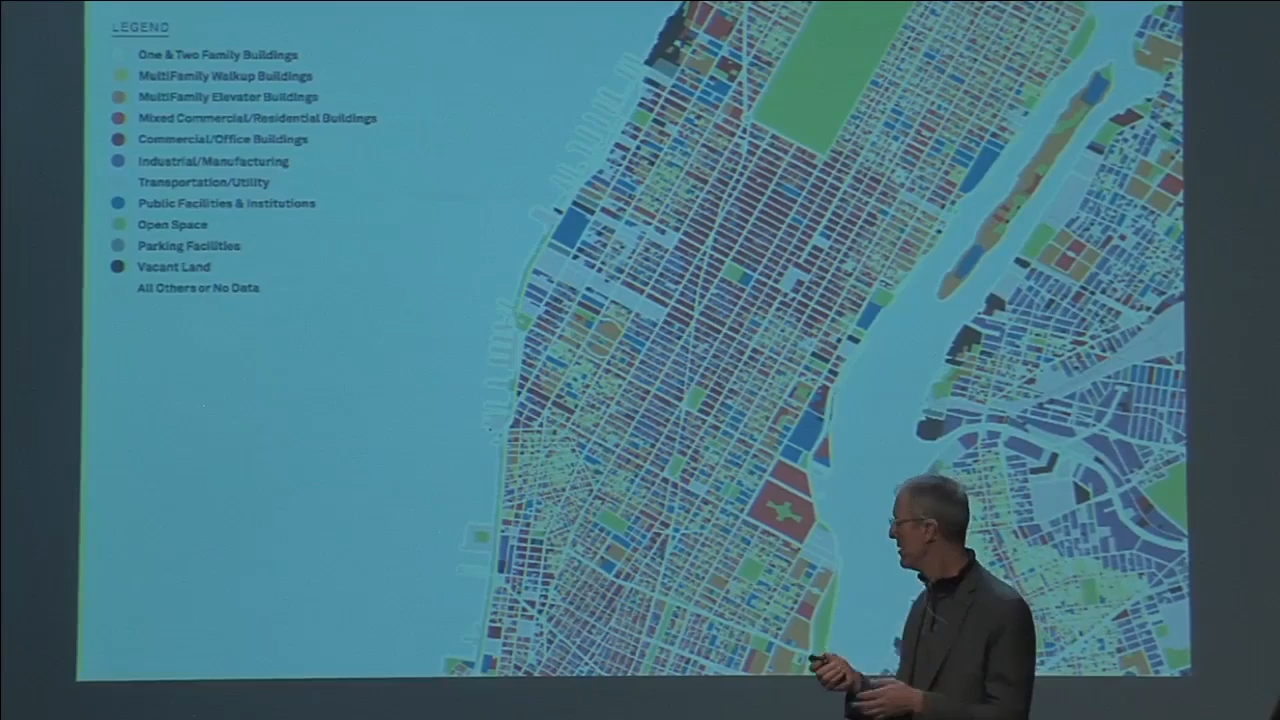 LEGEND
One & Two Family Buildings
MultiFamily Walkup Buildings
MultiFamily Elevator Buildings
Mixed Commercial/Residential Buildings
Commercial/Office Buildings
Industrial/Manufacturing
Transportation/Utility
Public Facilities & Institutions
Open Space
Parking Facilities
Vacant Land
All Others or No Data